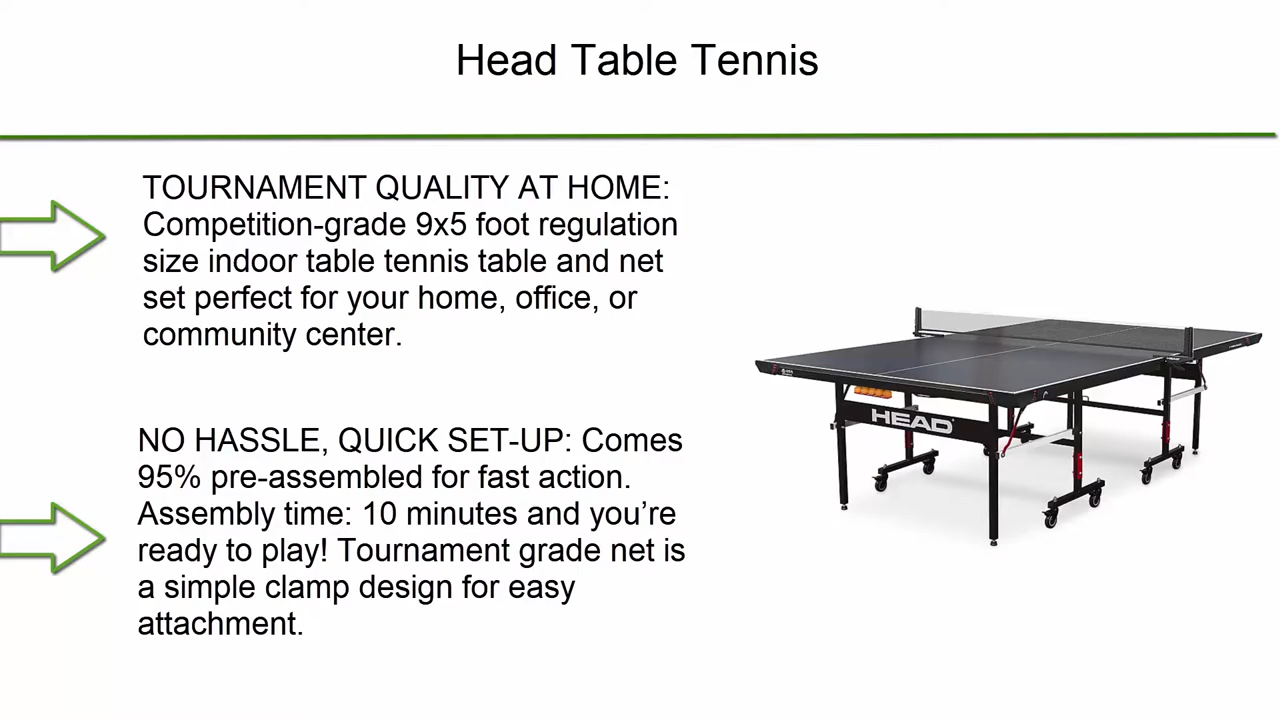 Head Table Tennis
TOURNAMENT QUALITY AT HOME:
Competition-grade 9x5 foot regulation
size indoor table tennis table and net
set perfect for your home, office, or
community center.
NO HASSLE, QUICK SET-UP: Comes
95% pre-assembled for fast action.
Assembly time: 10 minutes and you’re
ready to play! Tournament grade net is
a simple clamp design for easy
attachment.
HEAD